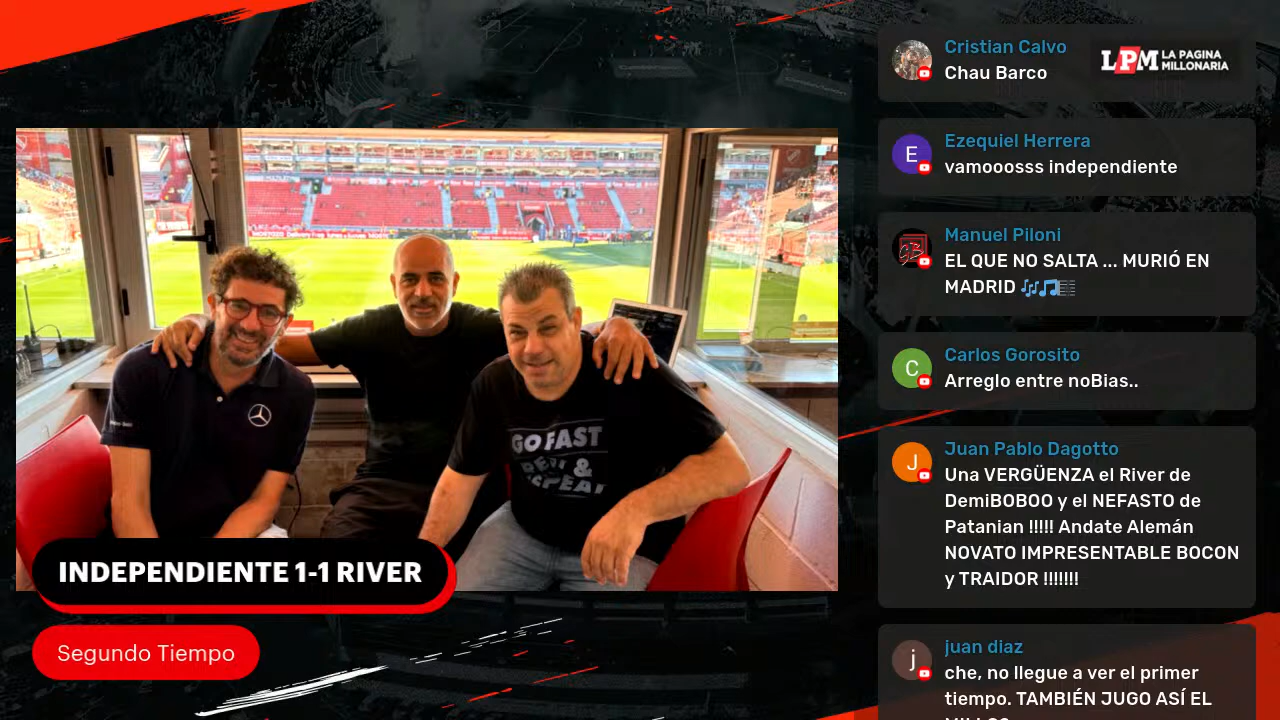 INDEPENDIENTE 1-1 RIVER
Segundo Tiempo
GO FAST
&
LA PAGINA
LPM MILLONARIA
Cristian Calvo
Chau Barco
E
Ezequiel Herrera
vamooosss independiente
Manuel Piloni
EL QUE NO SALTA ... MURIÓ EN
MADRID 🎶🎵🎼
C
Carlos Gorosito
Arreglo entre noBias..
J
Juan Pablo Dagotto
Una VERGÜENZA el River de
DemiBOBOO y el NEFASTO de
Patanian !!!!! Andate Alemán
NOVATO IMPRESENTABLE BOCON
y TRAIDOR !!!!!!!
j
juan diaz
che, no llegue a ver el primer
tiempo. TAMBIÉN JUGO ASÍ EL